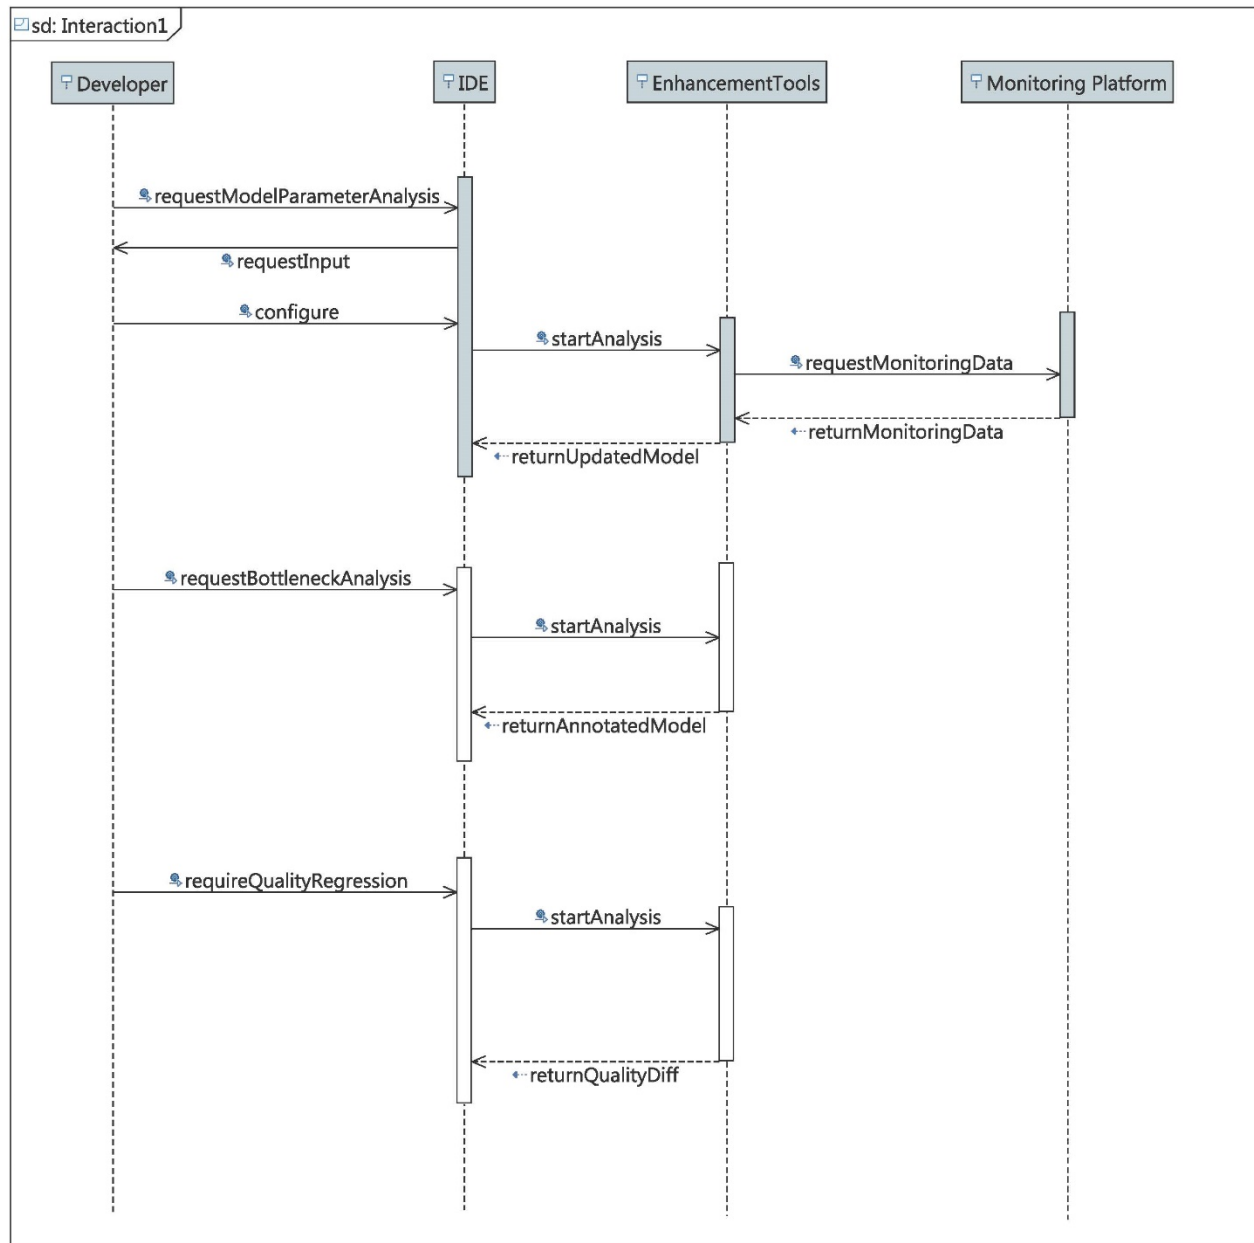 sd: Interaction1
Developer
IDE
EnhancementTools
Monitoring Platform
requestModelParameterAnalysis
requestInput
configure
startAnalysis
requestMonitoringData
returnMonitoringData
returnUpdatedModel
requestBottleneckAnalysis
startAnalysis
returnAnnotatedModel
requireQualityRegression
startAnalysis
returnQualityDiff